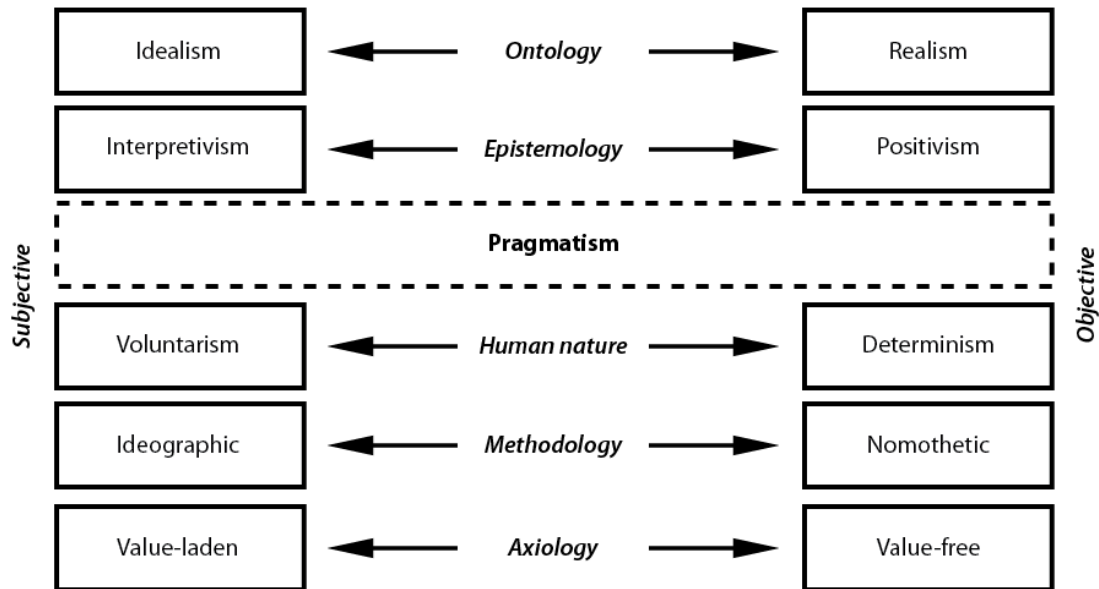 Idealism Ontology Realism
Interpretivism Epistemology Positivism
Pragmatism
Subjective
Objective
Voluntarism Human nature Determinism
Ideographic Methodology Nomothetic
Value-laden Axiology Value-free